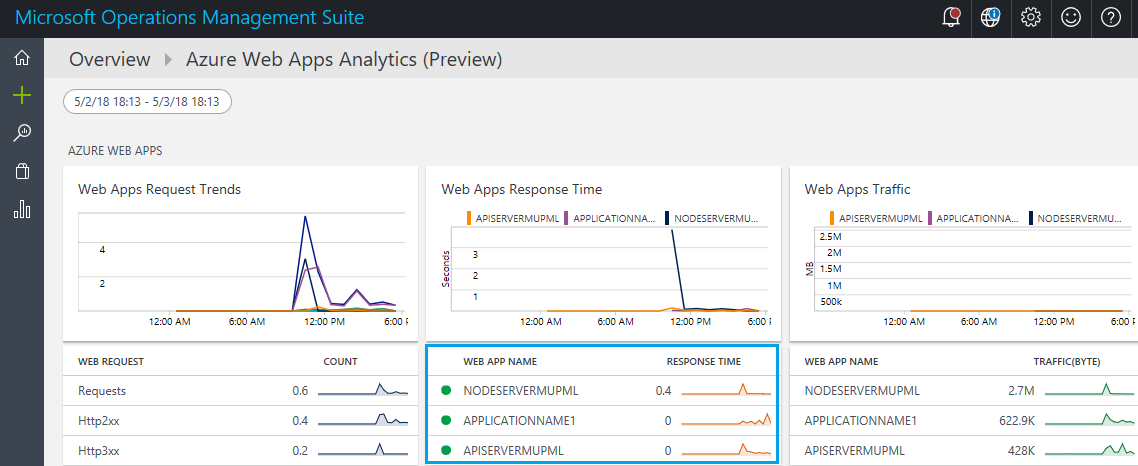 Microsoft Operations Management Suite
Overview Azure Web Apps Analytics (Preview)
5/2/18 18:13 - 5/3/18 18:13
AZURE WEB APPS
Web Apps Request Trends
4
2
12:00 AM 6:00 AM 12:00 PM 6:00 F
WEB REQUEST COUNT
Requests 0.6
Http2xx 0.4
Http3xx 0.2
Web Apps Response Time
APISERVERMUPML APPLICATIONNA... NODESERVERMU...
Seconds
3
2
1
12:00 AM 6:00 AM 12:00 PM 6:00 F
WEB APP NAME RESPONSE TIME
NODESERVERMUPML 0.4
APPLICATIONNAME1 0
APISERVERMUPML 0
Web Apps Traffic
APISERVERMUPML APPLICATIONNA... NODESERVERMU...
MB
2.5M
2M
1.5M
1M
500k
12:00 AM 6:00 AM 12:00 PM 6:00 F
WEB APP NAME TRAFFIC(BYTE)
NODESERVERMUPML 2.7M
APPLICATIONNAME1 622.9K
APISERVERMUPML 428K